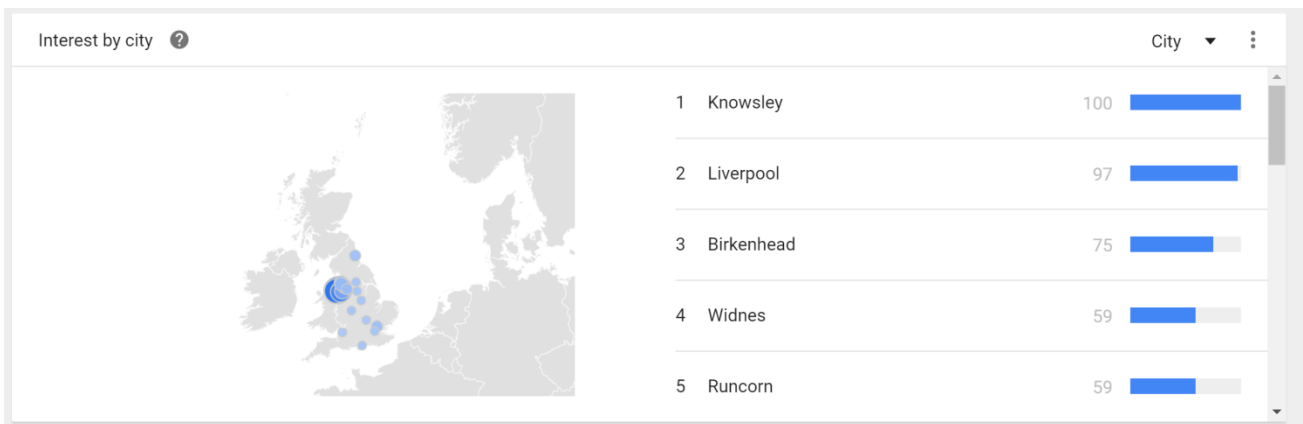 Interest by city ?
City
1 Knowsley 100
2 Liverpool 97
3 Birkenhead 75
4 Widnes 59
5 Runcorn 59